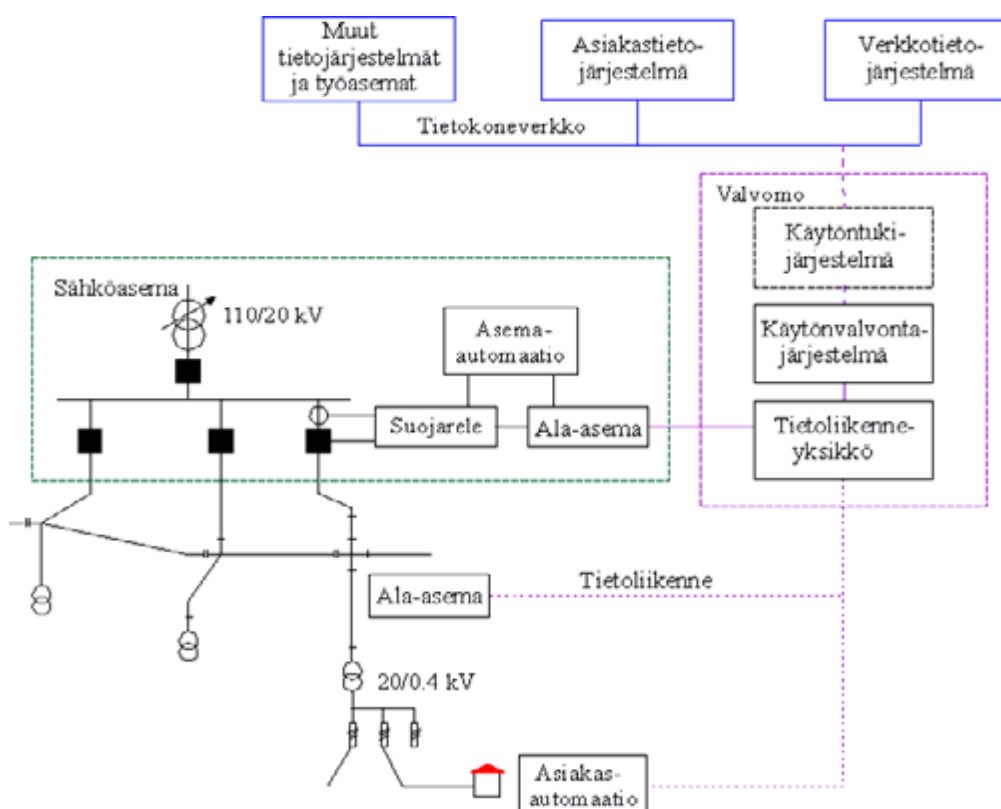 Muut
tietojärjestelmät
ja työasemat
Asiakastieto-
järjestelmä
Verkkotieto-
järjestelmä
Tietokoneverkko
Valvomo
Käytöntuki-
järjestelmä
Sähköasema
110/20 kV
Asema-
automaatio
Käytönvalvonta-
järjestelmä
Suojarele
Ala-asema
Tietoliikenne-
yksikkö
Ala-asema
Tietoliikenne
20/0.4 kV
Asiakas-
automaatio